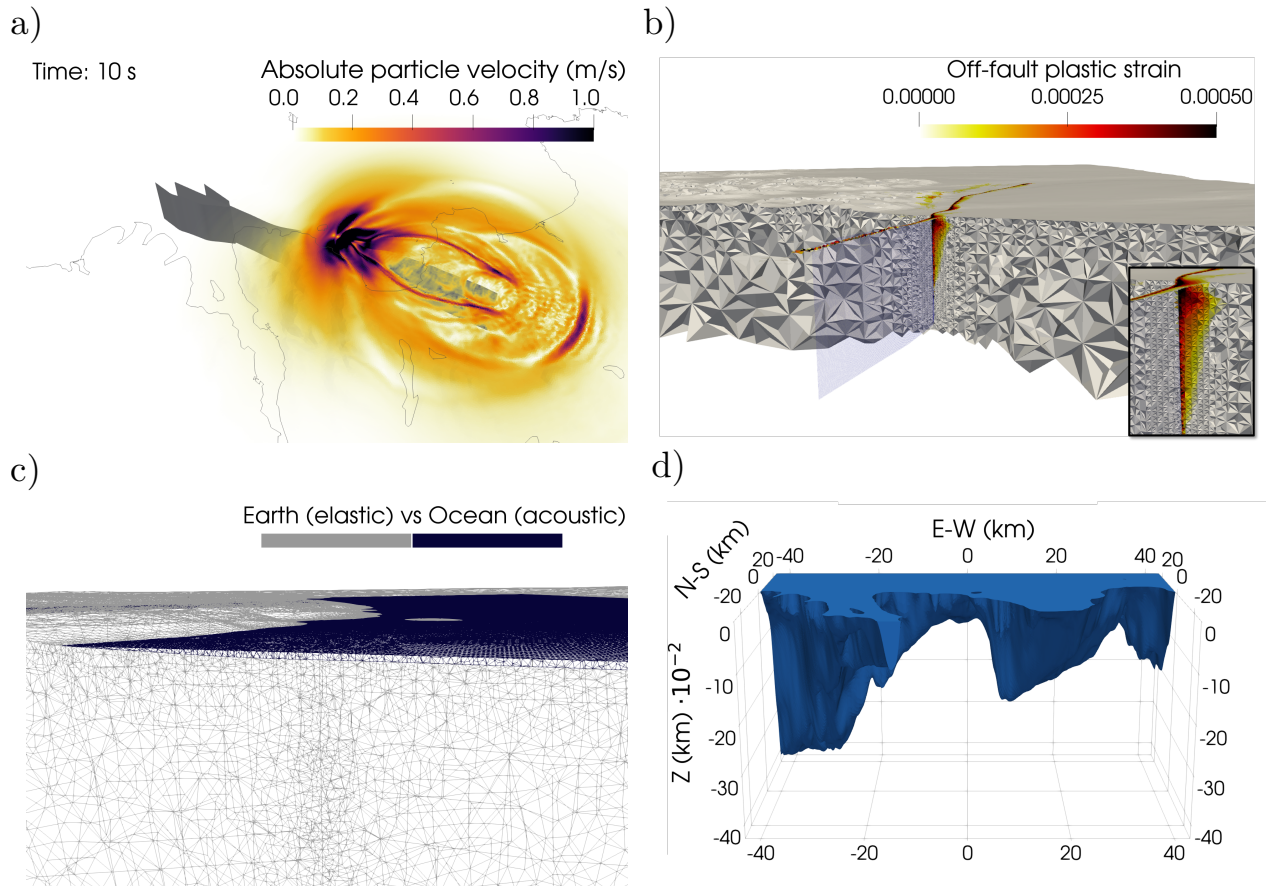 a)
Time: 10 s
Absolute particle velocity (m/s)
0.0 0.2 0.4 0.6 0.8 1.0
b)
Off-fault plastic strain
0.00000 0.00025 0.00050
c)
Earth (elastic) vs Ocean (acoustic)
d)
E-W (km)
N-S (km)
20 -40 -20 0 20 40 20
0 0
-20 -20
Z (km) ·10⁻²
0 0
-10 -10
-20 -20
-30 -30
-40 -40
-40 -20 0 20 40